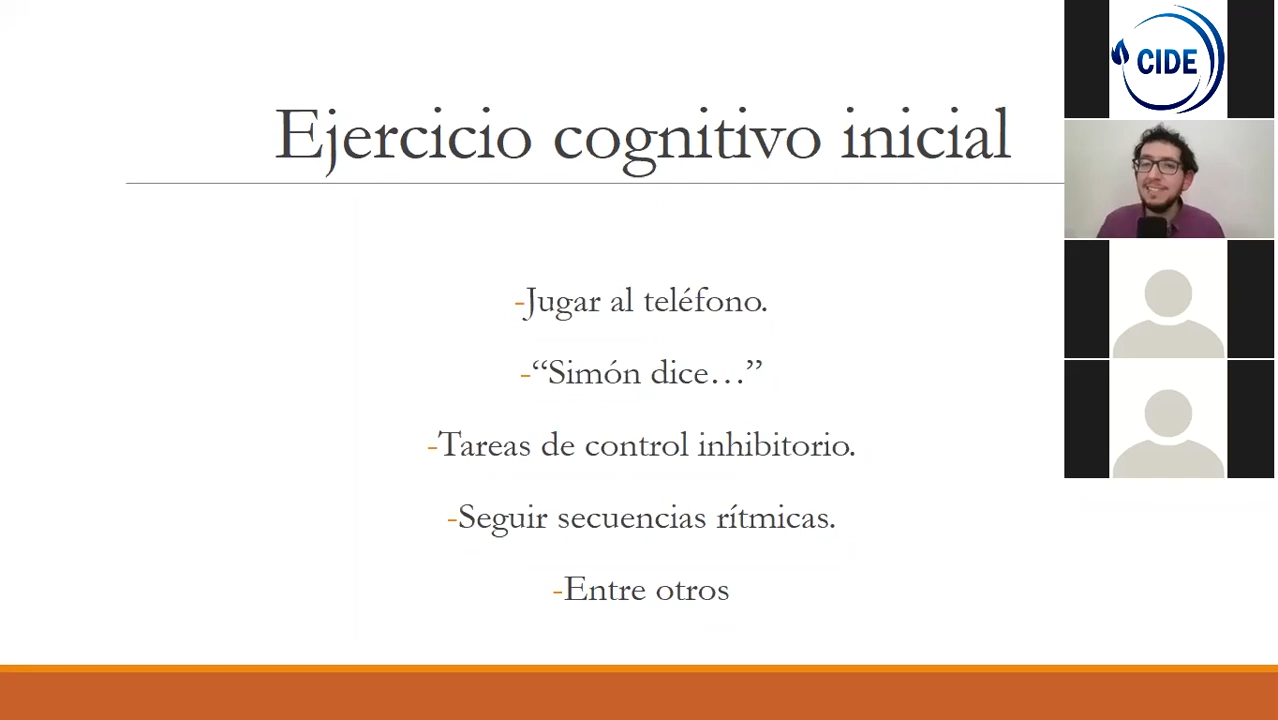 Ejercicio cognitivo inicial
CIDE
-Jugar al teléfono.
-“Simón dice…”
-Tareas de control inhibitorio.
-Seguir secuencias rítmicas.
-Entre otros